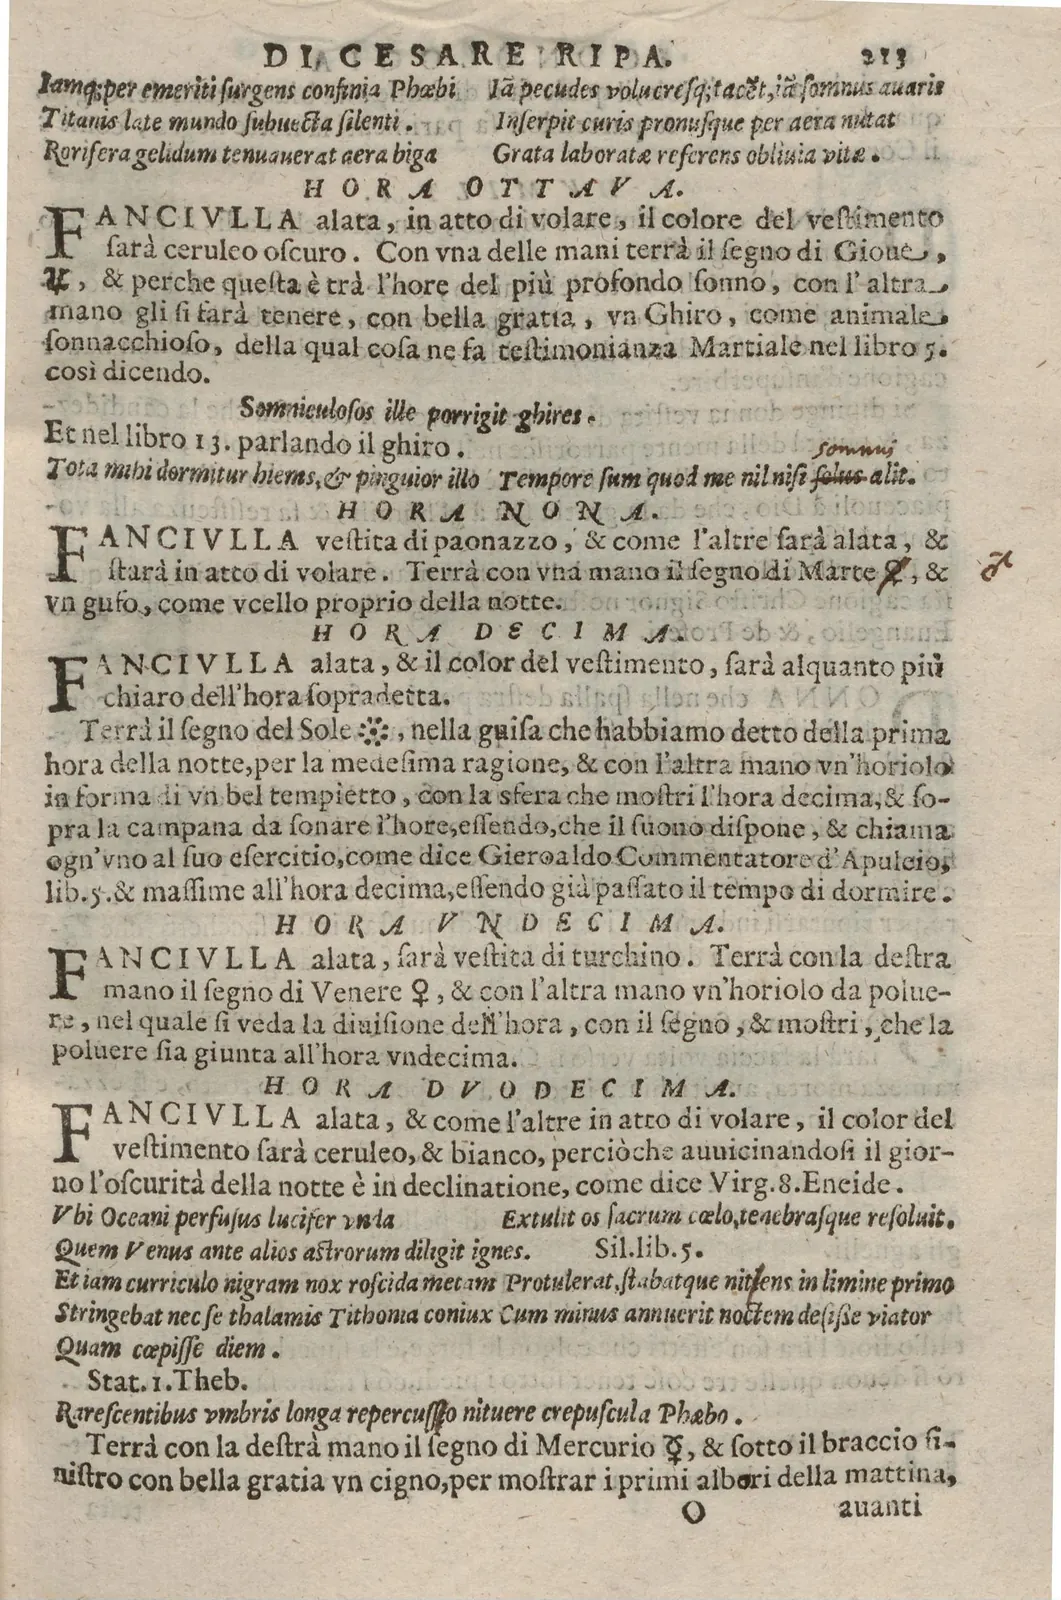 DI CESARE RIPA. 213
Iamq; per emeriti ſurgens confinia Phœbi Iã pecudes volucreſq; tacẽt, iã ſomnus auaris
Titanis late mundo ſubuecta ſilenti. Inſerpit curis pronuſque per aera nutat
Rorifera gelidum tenuauerat aera biga Grata laboratæ referens obliuia vitæ.
HORA OTTAVA.
FANCIVLLA alata, in atto di volare, il colore del veſtimento
ſarà ceruleo oſcuro. Con vna delle mani terrà il ſegno di Gioue,
♃, & perche queſta è trà l'hore del più profondo ſonno, con l'altra
mano gli ſi farà tenere, con bella gratia, vn Ghiro, come animale
ſonnacchioſo, della qual coſa ne fa teſtimonianza Martiale nel libro 5.
così dicendo.
Somniculoſos ille porrigit ghires.
Et nel libro 13. parlando il ghiro. somnus
Tota mihi dormitur hiems, & pinguior illo Tempore ſum quod me nil niſi ſolus alit.
HORA NONA.
FANCIVLLA veſtita di paonazzo, & come l'altre ſarà alata, &
ſtarà in atto di volare. Terrà con vna mano il ſegno di Marte ♀, & ♂
vn gufo, come vcello proprio della notte.
HORA DECIMA.
FANCIVLLA alata, & il color del veſtimento, ſarà alquanto più
chiaro dell'hora ſopradetta.
Terrà il ſegno del Sole ☼, nella guiſa che habbiamo detto della prima
hora della notte, per la medeſima ragione, & con l'altra mano vn'horiolo
in forma di vn bel tempietto, con la sfera che moſtri l'hora decima, & ſo-
pra la campana da ſonare l'hore, eſſendo, che il ſuono diſpone, & chiama
ogn'vno al ſuo eſercitio, come dice Gieroaldo Commentatore d'Apuleio,
lib. 5. & maſſime all'hora decima, eſſendo già paſſato il tempo di dormire.
HORA VNDECIMA.
FANCIVLLA alata, ſarà veſtita di turchino. Terrà con la deſtra
mano il ſegno di Venere ♀, & con l'altra mano vn'horiolo da polue-
re, nel quale ſi veda la diuiſione dell'hora, con il ſegno, & moſtri, che la
poluere ſia giunta all'hora vndecima.
HORA DVODECIMA.
FANCIVLLA alata, & come l'altre in atto di volare, il color del
veſtimento ſarà ceruleo, & bianco, perciòche auuicinandoſi il gior-
no l'oſcurità della notte è in declinatione, come dice Virg. 8. Eneide.
Vbi Oceani perfuſus lucifer vnda Extulit os ſacrum cœlo, tenebraſque reſoluit.
Quem Venus ante alios aſtrorum diligit ignes. Sil. lib. 5.
Et iam curriculo nigram nox roſcida metam Protulerat, ſtabatque nitens in limine primo
Stringebat nec ſe thalamis Tithonia coniux Cum minus annuerit noctem deſiſſe viator
Quam cœpiſſe diem.
Stat. 1. Theb.
Rareſcentibus vmbris longa repercuſſo nituere crepuſcula Phæbo.
Terrà con la deſtrà mano il ſegno di Mercurio ☿, & ſotto il braccio ſi-
niſtro con bella gratia vn cigno, per moſtrar i primi albori della mattina,
O auanti